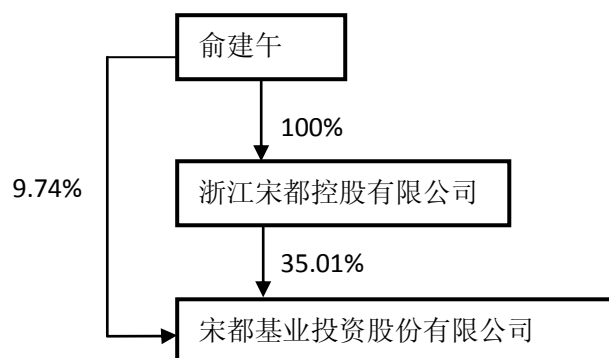 俞建午
100%
9.74%
浙江宋都控股有限公司
35.01%
宋都基业投资股份有限公司